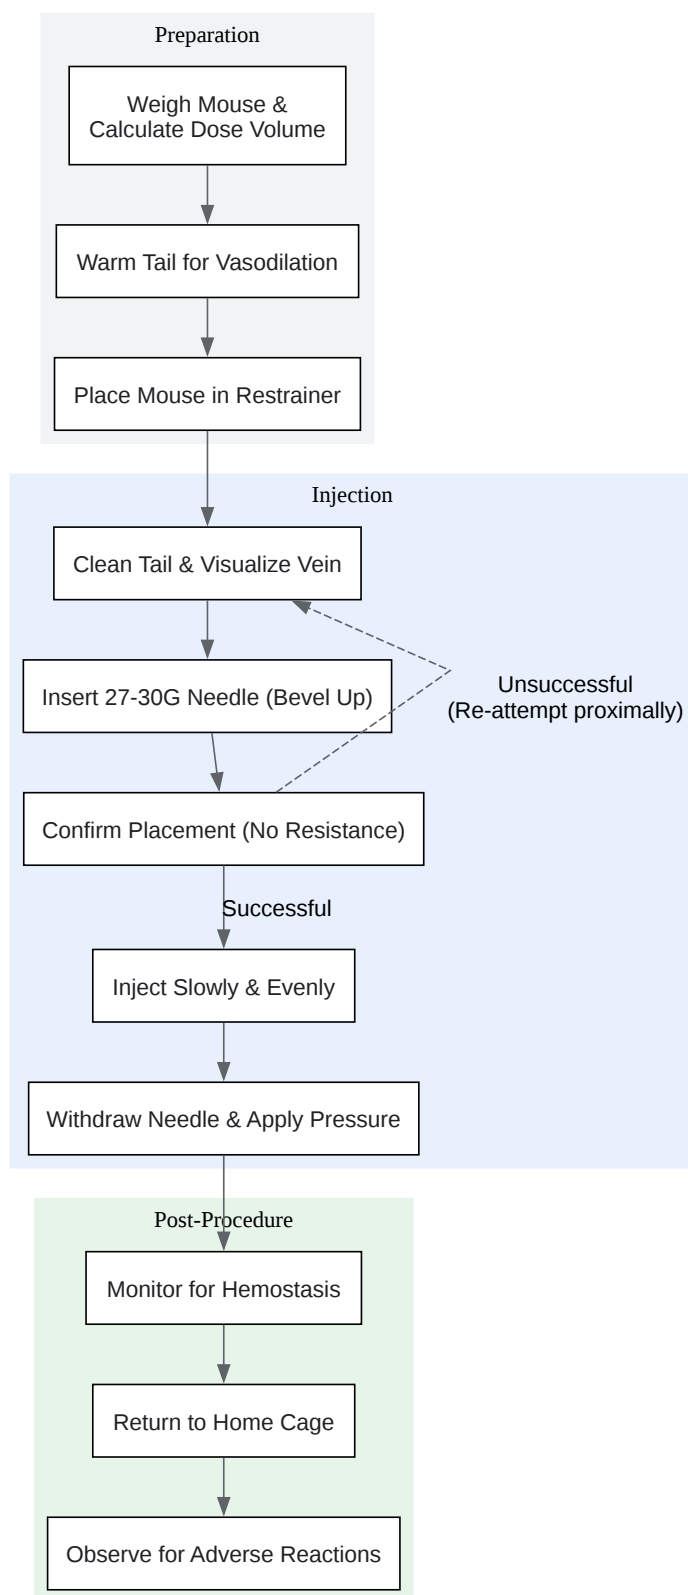 Preparation
Weigh Mouse &
Calculate Dose Volume
Warm Tail for Vasodilation
Place Mouse in Restrainer
Injection
Clean Tail & Visualize Vein
Insert 27-30G Needle (Bevel Up)
Unsuccessful
(Re-attempt proximally)
Confirm Placement (No Resistance)
Successful
Inject Slowly & Evenly
Withdraw Needle & Apply Pressure
Post-Procedure
Monitor for Hemostasis
Return to Home Cage
Observe for Adverse Reactions